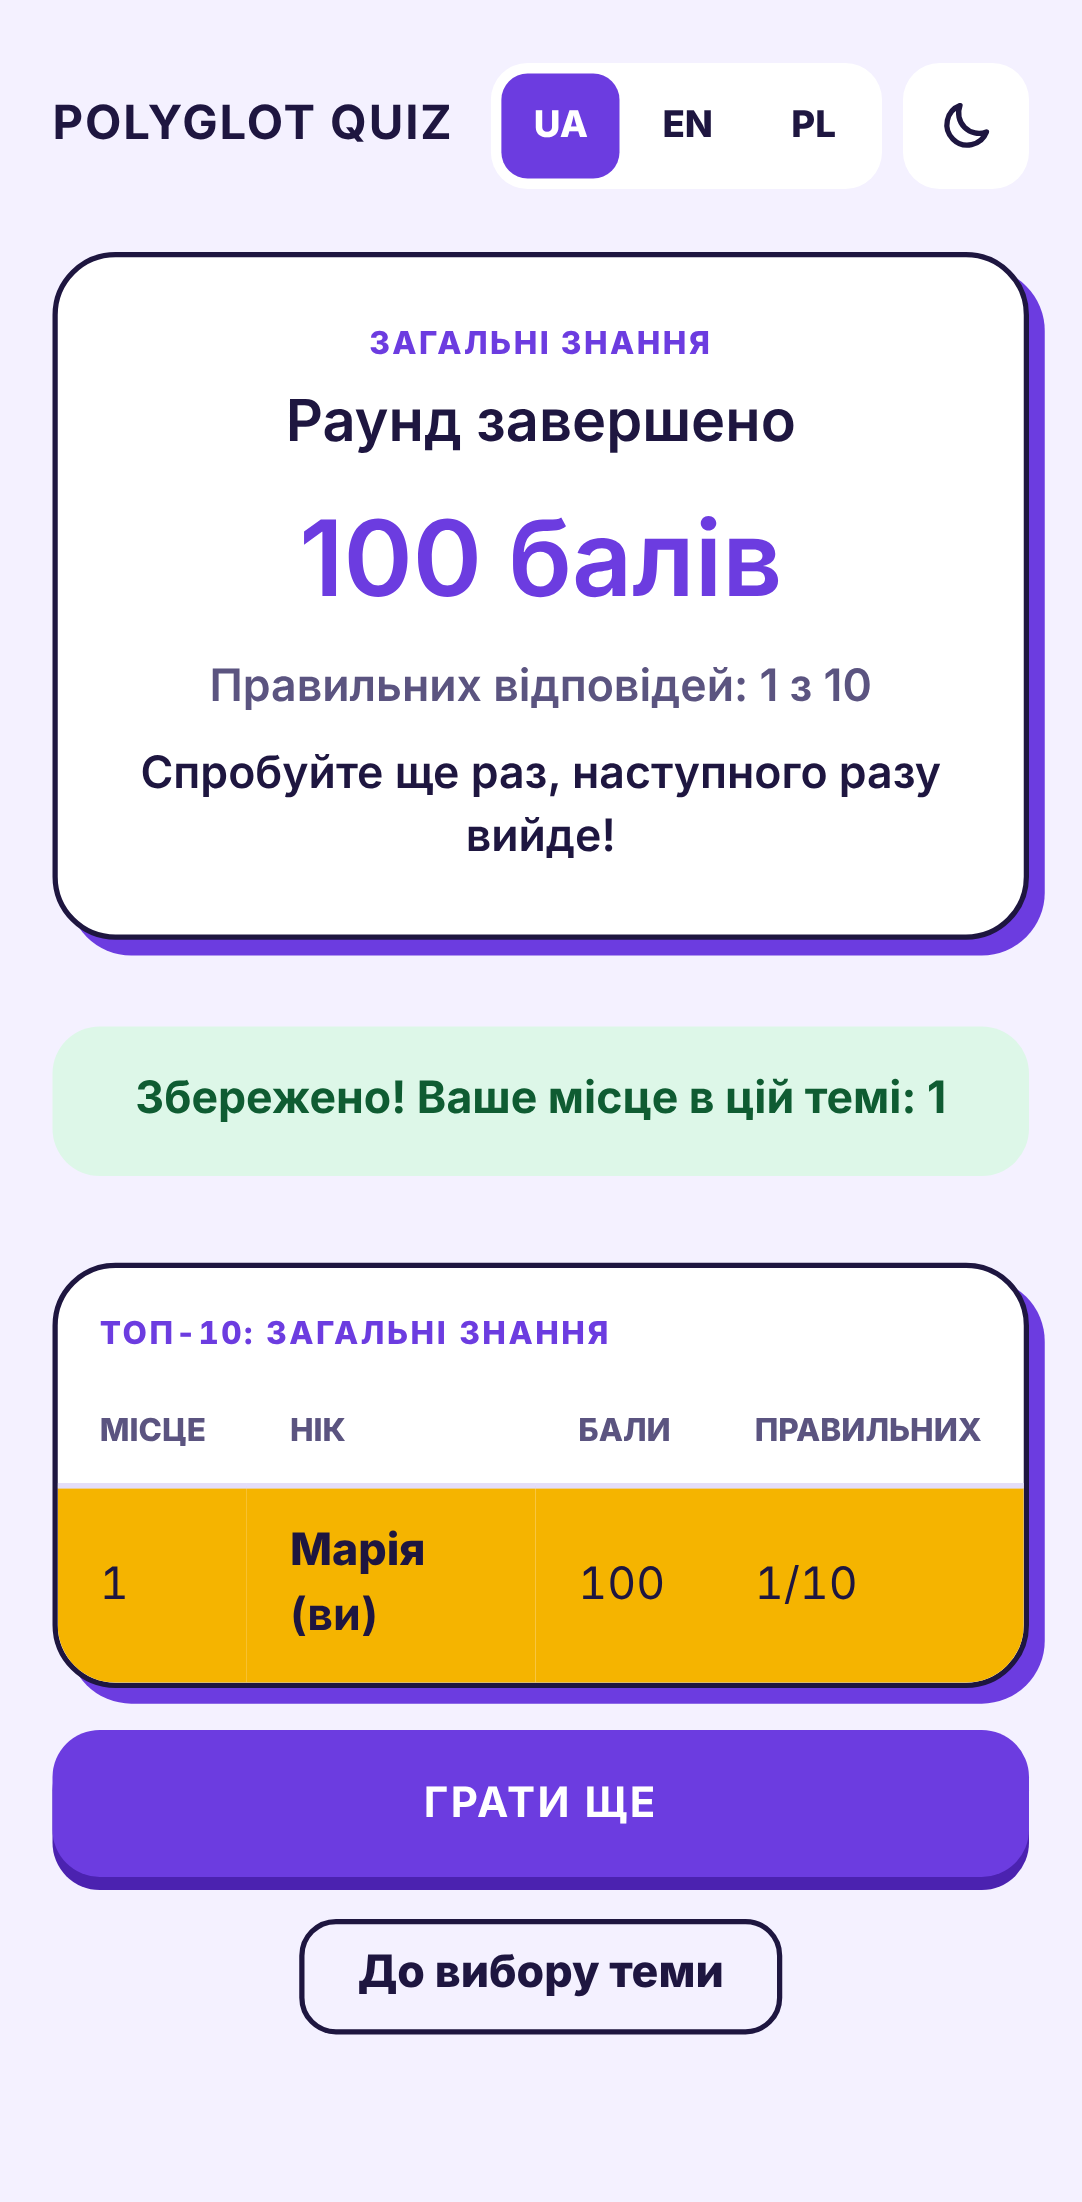 POLYGLOT QUIZ
UA EN PL
ЗАГАЛЬНІ ЗНАННЯ
Раунд завершено
100 балів
Правильних відповідей: 1 з 10
Спробуйте ще раз, наступного разу
вийде!
Збережено! Ваше місце в цій темі: 1
ТОП-10: ЗАГАЛЬНІ ЗНАННЯ
МІСЦЕ НІК БАЛИ ПРАВИЛЬНИХ
1 Марія (ви) 100 1/10
ГРАТИ ЩЕ
До вибору теми